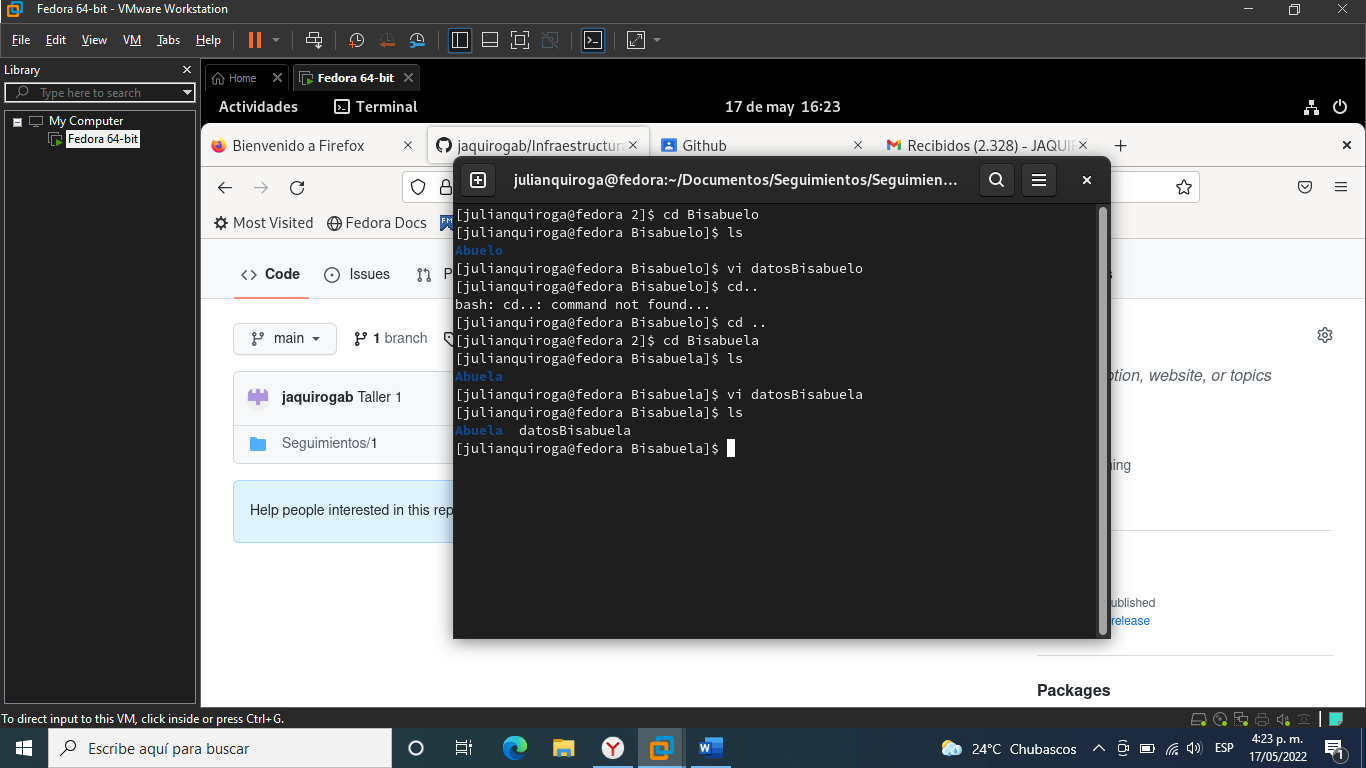 Fedora 64-bit - VMware Workstation
File Edit View VM Tabs Help
Library
Type here to search
My Computer
Fedora 64-bit
Home
Fedora 64-bit
Actividades Terminal 17 de may 16:23
Bienvenido a Firefox
jaquirogab/Infraestructura
Github
Recibidos (2.328) - JAQUIR
julianquiroga@fedora:~/Documentos/Seguimientos/Seguimien...
Most Visited Fedora Docs
Code Issues
main 1 branch
jaquirogab Taller 1
Seguimientos/1
Help people interested in this rep
[julianquiroga@fedora 2]$ cd Bisabuelo
[julianquiroga@fedora Bisabuelo]$ ls
Abuelo
[julianquiroga@fedora Bisabuelo]$ vi datosBisabuelo
[julianquiroga@fedora Bisabuelo]$ cd..
bash: cd..: command not found...
[julianquiroga@fedora Bisabuelo]$ cd ..
[julianquiroga@fedora 2]$ cd Bisabuela
[julianquiroga@fedora Bisabuela]$ ls
Abuela
[julianquiroga@fedora Bisabuela]$ vi datosBisabuela
[julianquiroga@fedora Bisabuela]$ ls
Abuela datosBisabuela
[julianquiroga@fedora Bisabuela]$
website, or topics
release
Packages
To direct input to this VM, click inside or press Ctrl+G.
Escribe aquí para buscar
24°C Chubascos
ESP
4:23 p. m.
17/05/2022
1